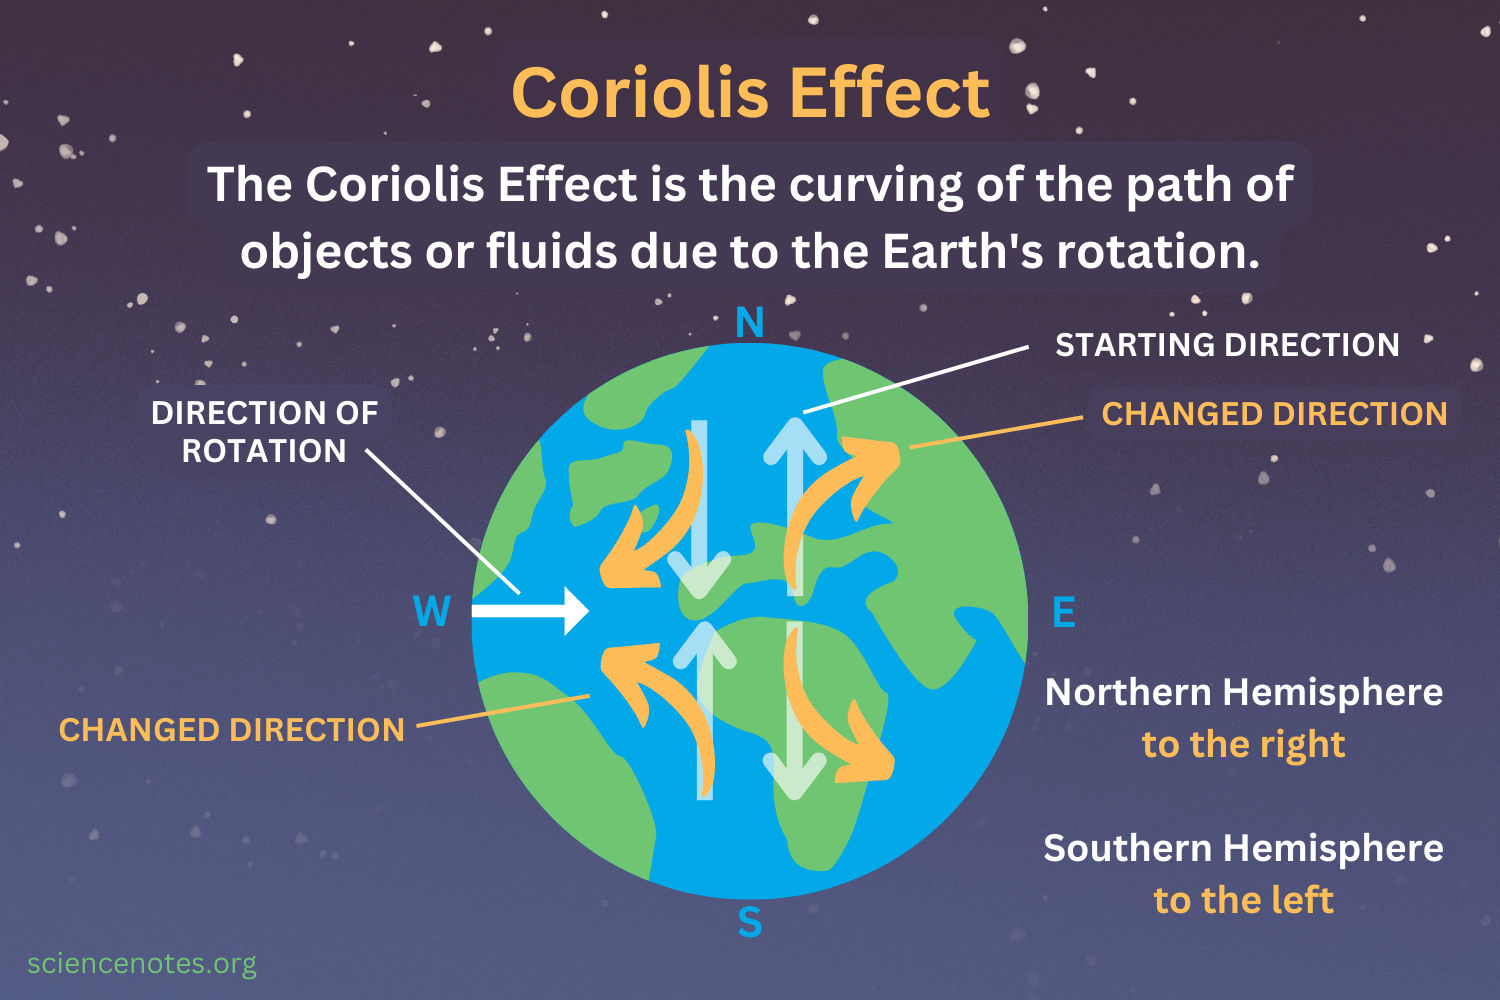 Coriolis Effect
The Coriolis Effect is the curving of the path of
objects or fluids due to the Earth's rotation.
N
STARTING DIRECTION
CHANGED DIRECTION
DIRECTION OF
ROTATION
W
E
CHANGED DIRECTION
Northern Hemisphere
to the right
Southern Hemisphere
to the left
S
sciencenotes.org